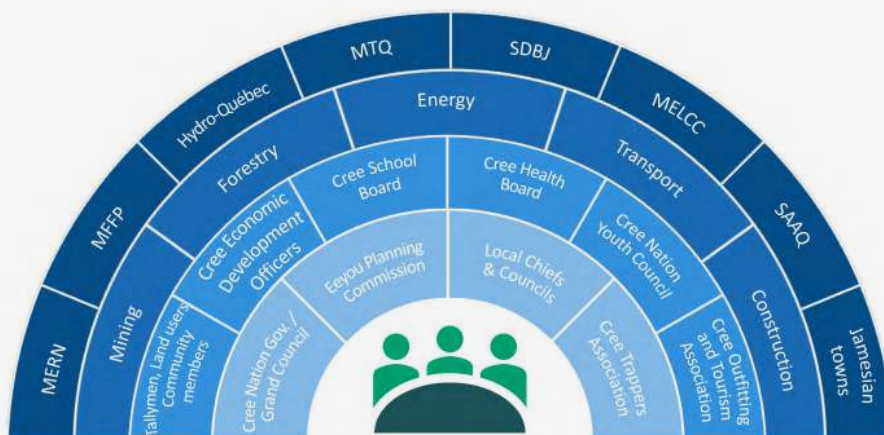 MERN
MFFP
Hydro-Québec
MTQ
SDBJ
MELCC
SAAQ
Jamesian
towns
Mining
Forestry
Energy
Transport
Construction
Tallymen, Land users
Community
members
Cree Economic
Development
Officers
Cree School
Board
Cree Health
Board
Cree Nation
Youth Council
Cree Outfitting
and Tourism
Association
Cree Nation Gov. /
Grand Council
Eeyou Planning
Commission
Local Chiefs
& Councils
Cree Trappers
Association